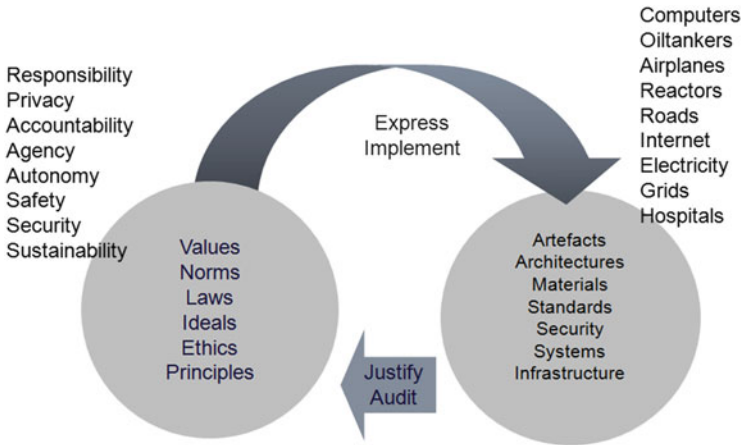 Responsibility
Privacy
Accountability
Agency
Autonomy
Safety
Security
Sustainability
Values
Norms
Laws
Ideals
Ethics
Principles
Express
Implement
Justify
Audit
Computers
Oiltankers
Airplanes
Reactors
Roads
Internet
Electricity
Grids
Hospitals
Artefacts
Architectures
Materials
Standards
Security
Systems
Infrastructure